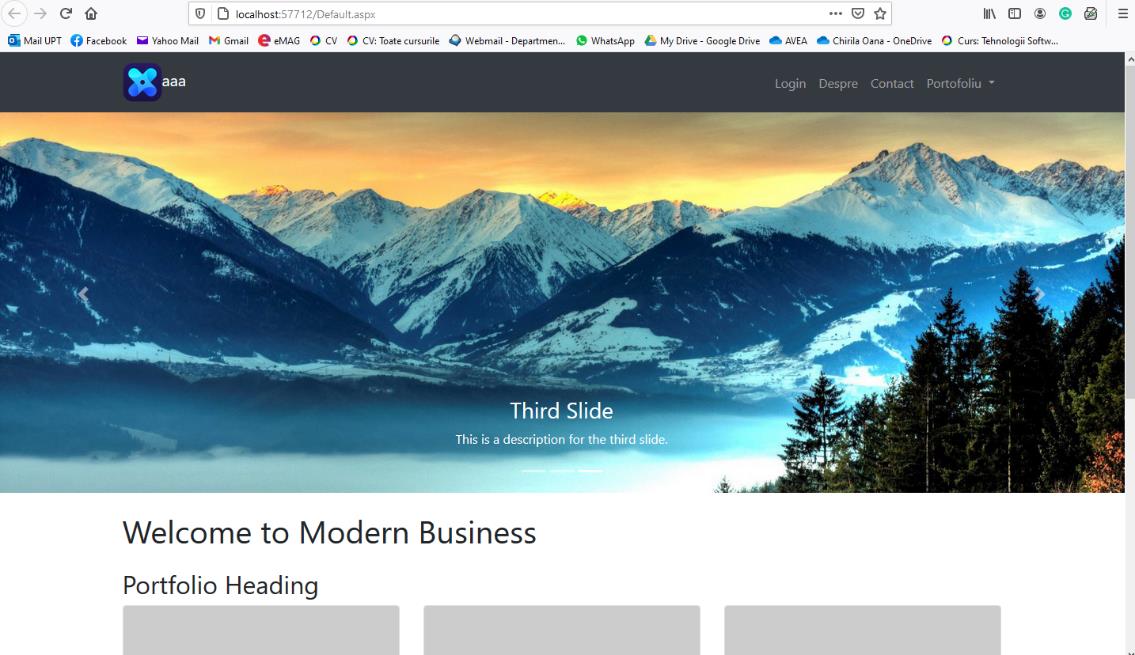 localhost:57712/Default.aspx
Mail UPT Facebook Yahoo Mail Gmail eMAG CV CV: Toate cursurile Webmail - Departmen... WhatsApp My Drive - Google Drive AVEA Chirila Oana - OneDrive Curs: Tehnologii Softw...
aaa Login Despre Contact Portofoliu
Third Slide
This is a description for the third slide.
Welcome to Modern Business
Portfolio Heading